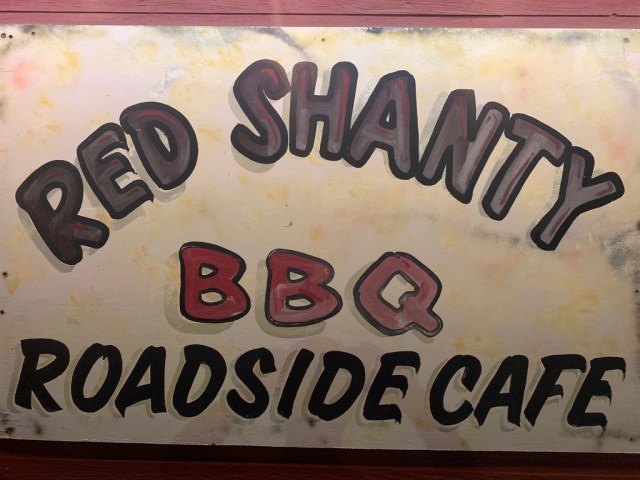 RED SHANTY
BBQ
ROADSIDE CAFE